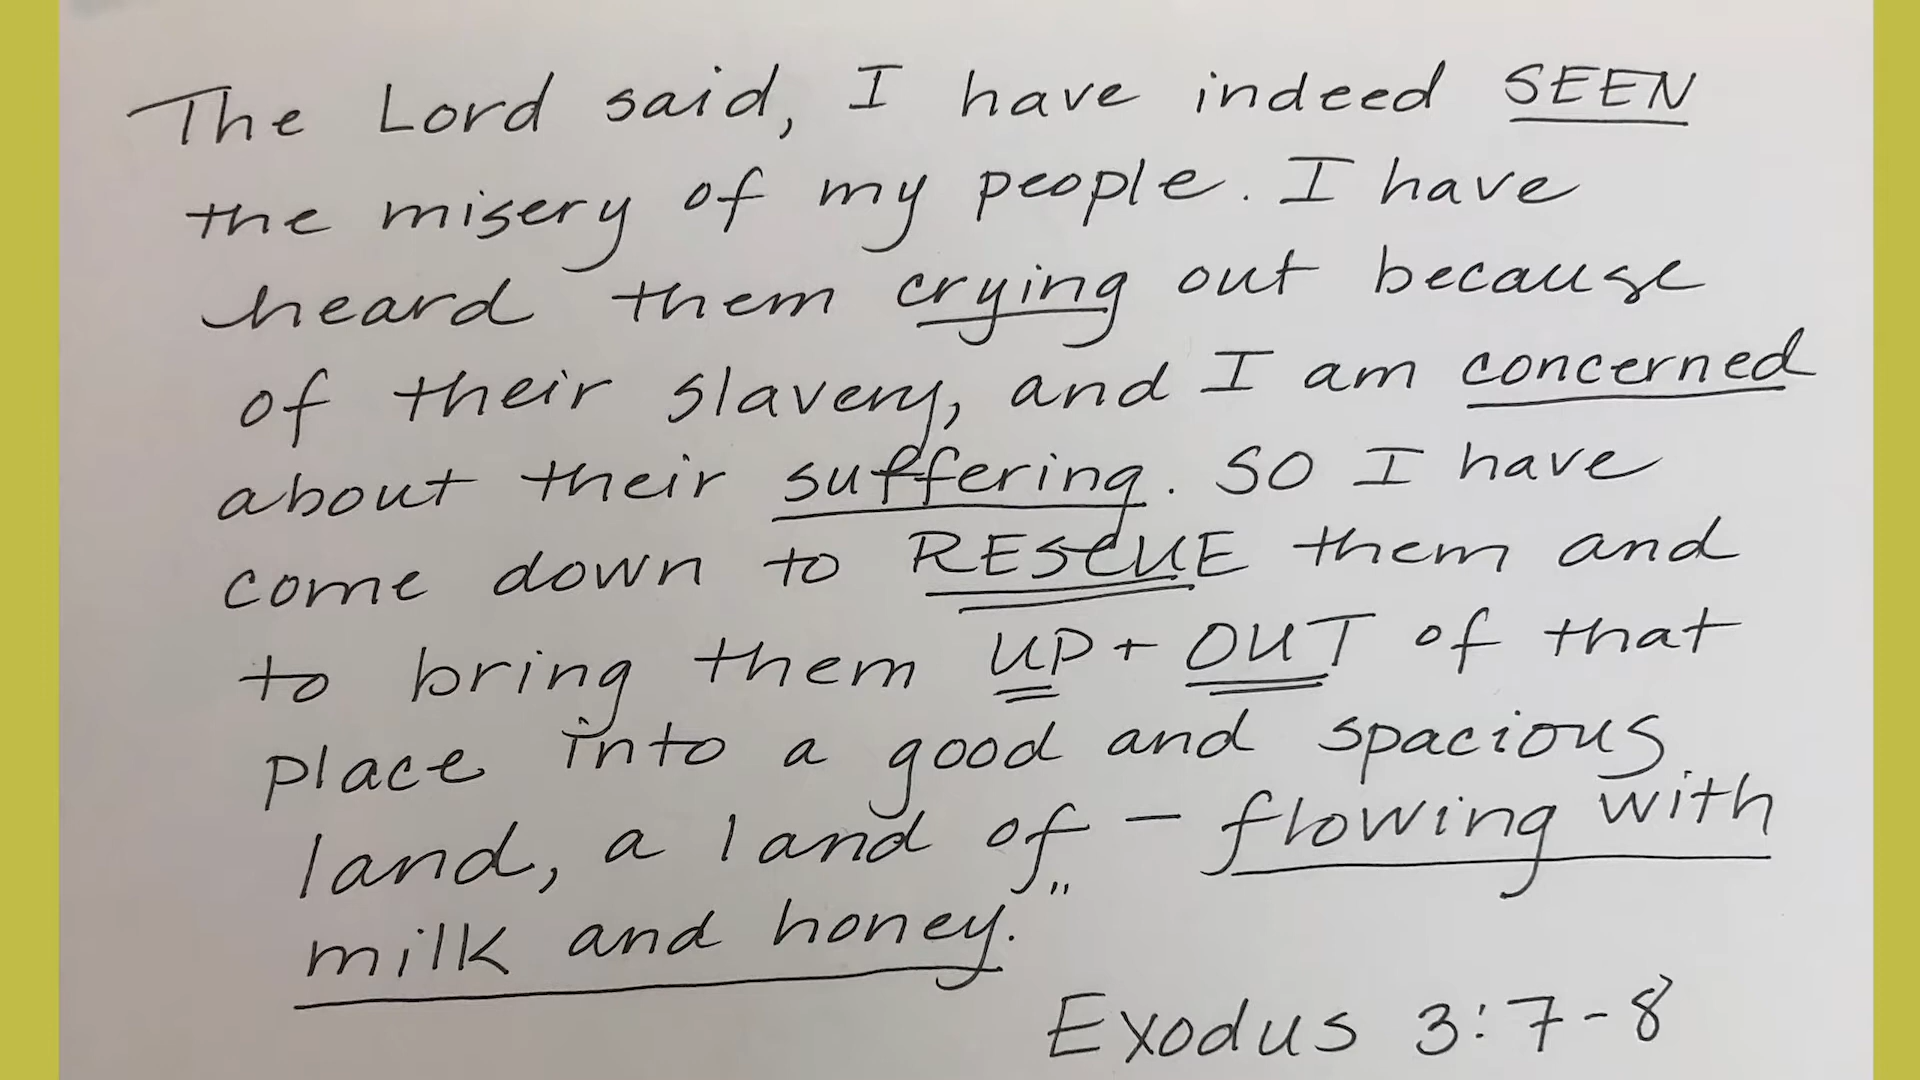 The Lord said, I have indeed SEEN
the misery of my people. I have
heard them crying out because
of their slavery, and I am concerned
about their suffering. So I have
come down to RESCUE them and
to bring them UP + OUT of that
place into a good and spacious
land, a land of - flowing with
milk and honey."
Exodus 3:7-8